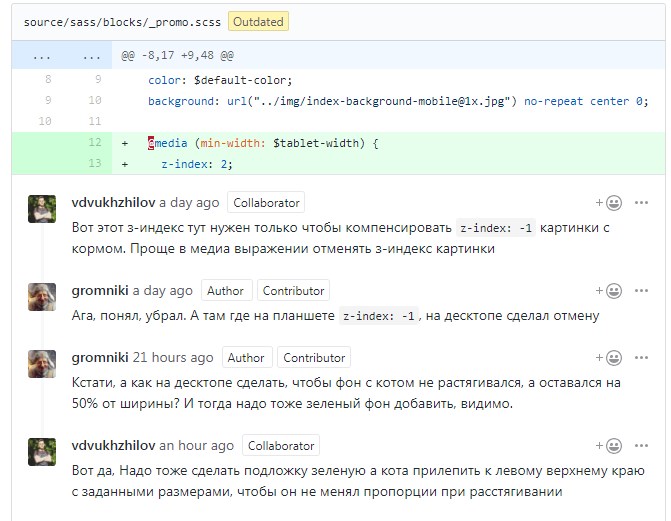 source/sass/blocks/_promo.scss Outdated
... ... @@ -8,17 +9,48 @@
8 9 color: $default-color;
9 10 background: url("../img/index-background-mobile@1x.jpg") no-repeat center 0;
10 11
12 + @media (min-width: $tablet-width) {
13 + z-index: 2;
vdvukhzhilov a day ago Collaborator
Вот этот з-индекс тут нужен только чтобы компенсировать z-index: -1 картинки с
кормом. Проще в медиа выражении отменять з-индекс картинки
gromniki a day ago Author Contributor
Ага, понял, убрал. А там где на планшете z-index: -1, на десктопе сделал отмену
gromniki 21 hours ago Author Contributor
Кстати, а как на десктопе сделать, чтобы фон с котом не растягивался, а оставался на
50% от ширины? И тогда надо тоже зеленый фон добавить, видимо.
vdvukhzhilov an hour ago Collaborator
Вот да, Надо тоже сделать подложку зеленую а кота прилепить к левому верхнему краю
с заданными размерами, чтобы он не менял пропорции при расстягивании